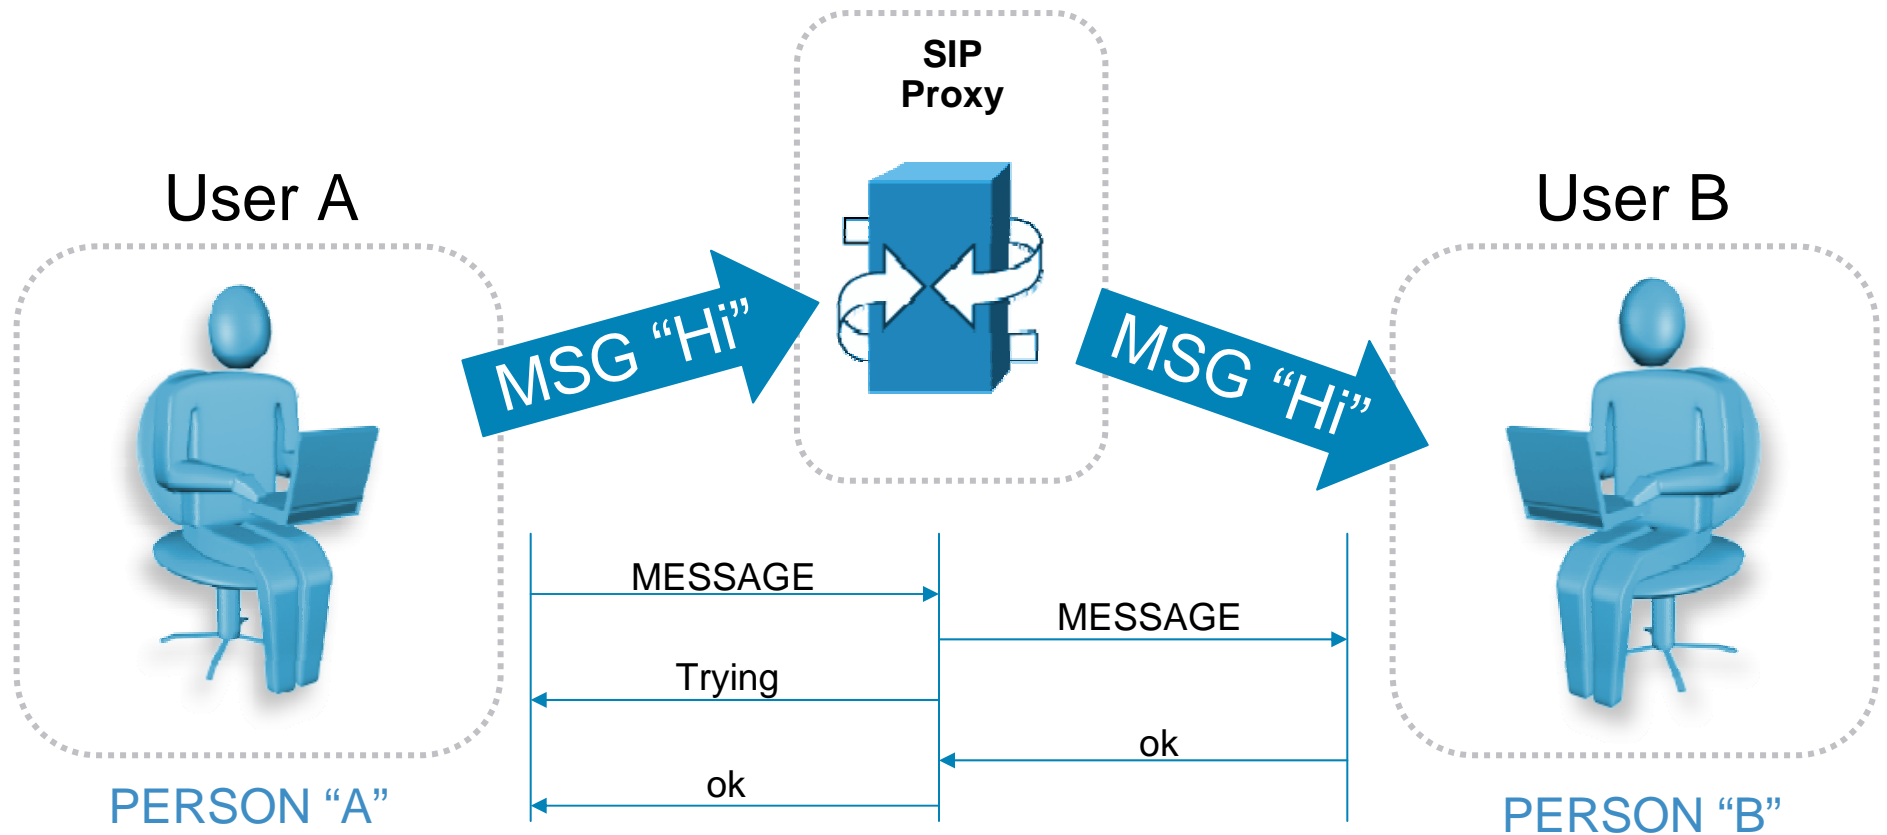 SIP
Proxy
User A
User B
MSG “Hi”
MSG “Hi”
MESSAGE
MESSAGE
Trying
ok
ok
PERSON “A”
PERSON “B”